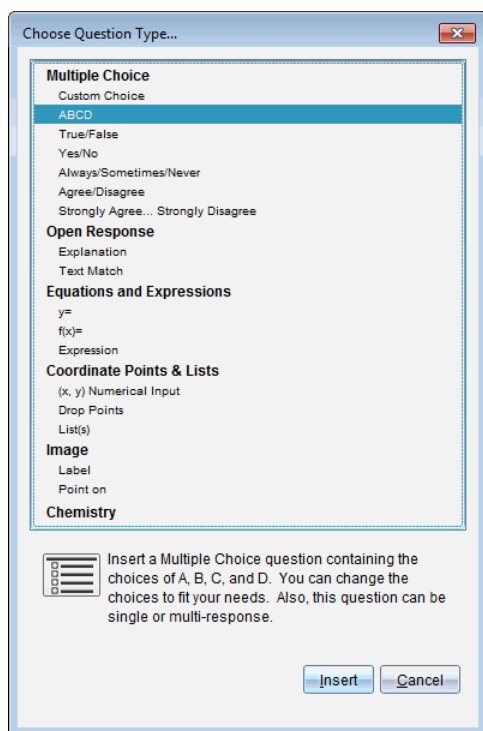 Choose Question Type...
Multiple Choice
Custom Choice
ABCD
True/False
Yes/No
Always/Sometimes/Never
Agree/Disagree
Strongly Agree... Strongly Disagree
Open Response
Explanation
Text Match
Equations and Expressions
y=
f(x)=
Expression
Coordinate Points & Lists
(x, y) Numerical Input
Drop Points
List(s)
Image
Label
Point on
Chemistry
Insert a Multiple Choice question containing the
choices of A, B, C, and D.  You can change the
choices to fit your needs.  Also, this question can be
single or multi-response.
Insert
Cancel